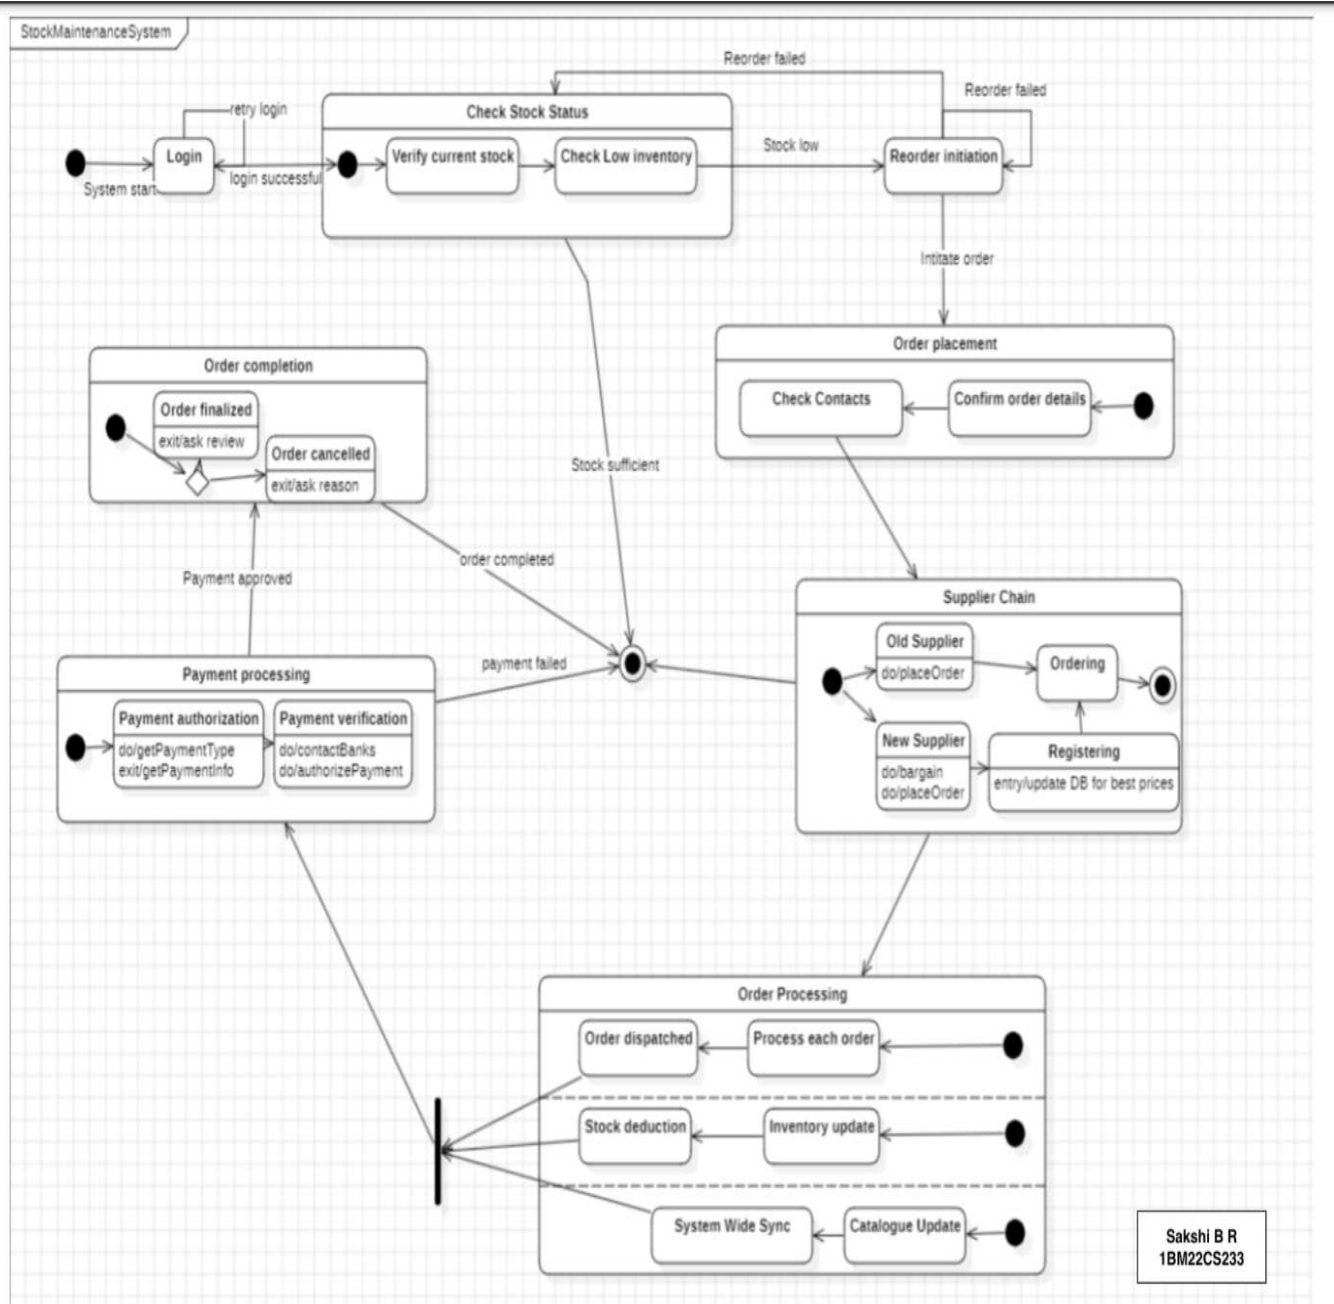 StockMaintenanceSystem
Reorder failed
Reorder failed
retry login
Check Stock Status
Login
Verify current stock
Check Low inventory
Stock low
Reorder initiation
System start
login successful
Intitate order
Order placement
Order completion
Check Contacts
Confirm order details
Order finalized
exit/ask review
Order cancelled
exit/ask reason
Stock sufficient
order completed
Payment approved
Supplier Chain
Old Supplier
do/placeOrder
Ordering
payment failed
Payment processing
Payment authorization
do/getPaymentType
exit/getPaymentInfo
Payment verification
do/contactBanks
do/authorizePayment
New Supplier
do/bargain
do/placeOrder
Registering
entry/update DB for best prices
Order Processing
Order dispatched
Process each order
Stock deduction
Inventory update
System Wide Sync
Catalogue Update
Sakshi B R
1BM22CS233